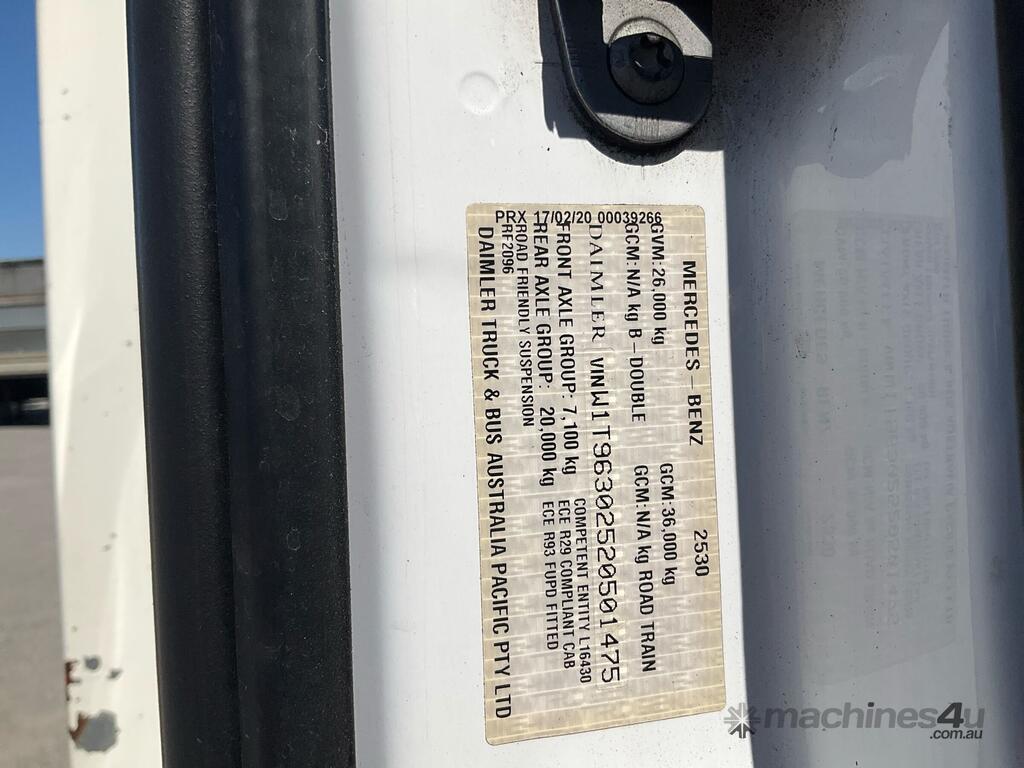 MERCEDES-BENZ 2530
GVM: 26,000 kg GCM: 36,000 kg
GCM: N/A kg B-DOUBLE GCM: N/A kg ROAD TRAIN
DAIMLER VIN W1T96302520501475
FRONT AXLE GROUP: 7,100 kg COMPETENT ENTITY L16430
REAR AXLE GROUP: 20,000 kg ECE R29 COMPLIANT CAB
ROAD FRIENDLY SUSPENSION ECE R93 FUPD FITTED
RF2096
DAIMLER TRUCK & BUS AUSTRALIA PACIFIC PTY LTD
PRX 17/02/20 00039266
machines4u
.com.au